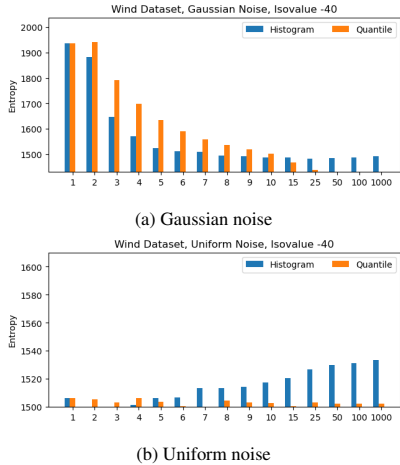 Wind Dataset, Gaussian Noise, Isovalue -40
Histogram Quantile
2000
1900
1800
1700
1600
1500
Entropy
1 2 3 4 5 6 7 8 9 10 15 25 50 100 1000
(a) Gaussian noise
Wind Dataset, Uniform Noise, Isovalue -40
Histogram Quantile
1600
1580
1560
1540
1520
1500
Entropy
1 2 3 4 5 6 7 8 9 10 15 25 50 100 1000
(b) Uniform noise